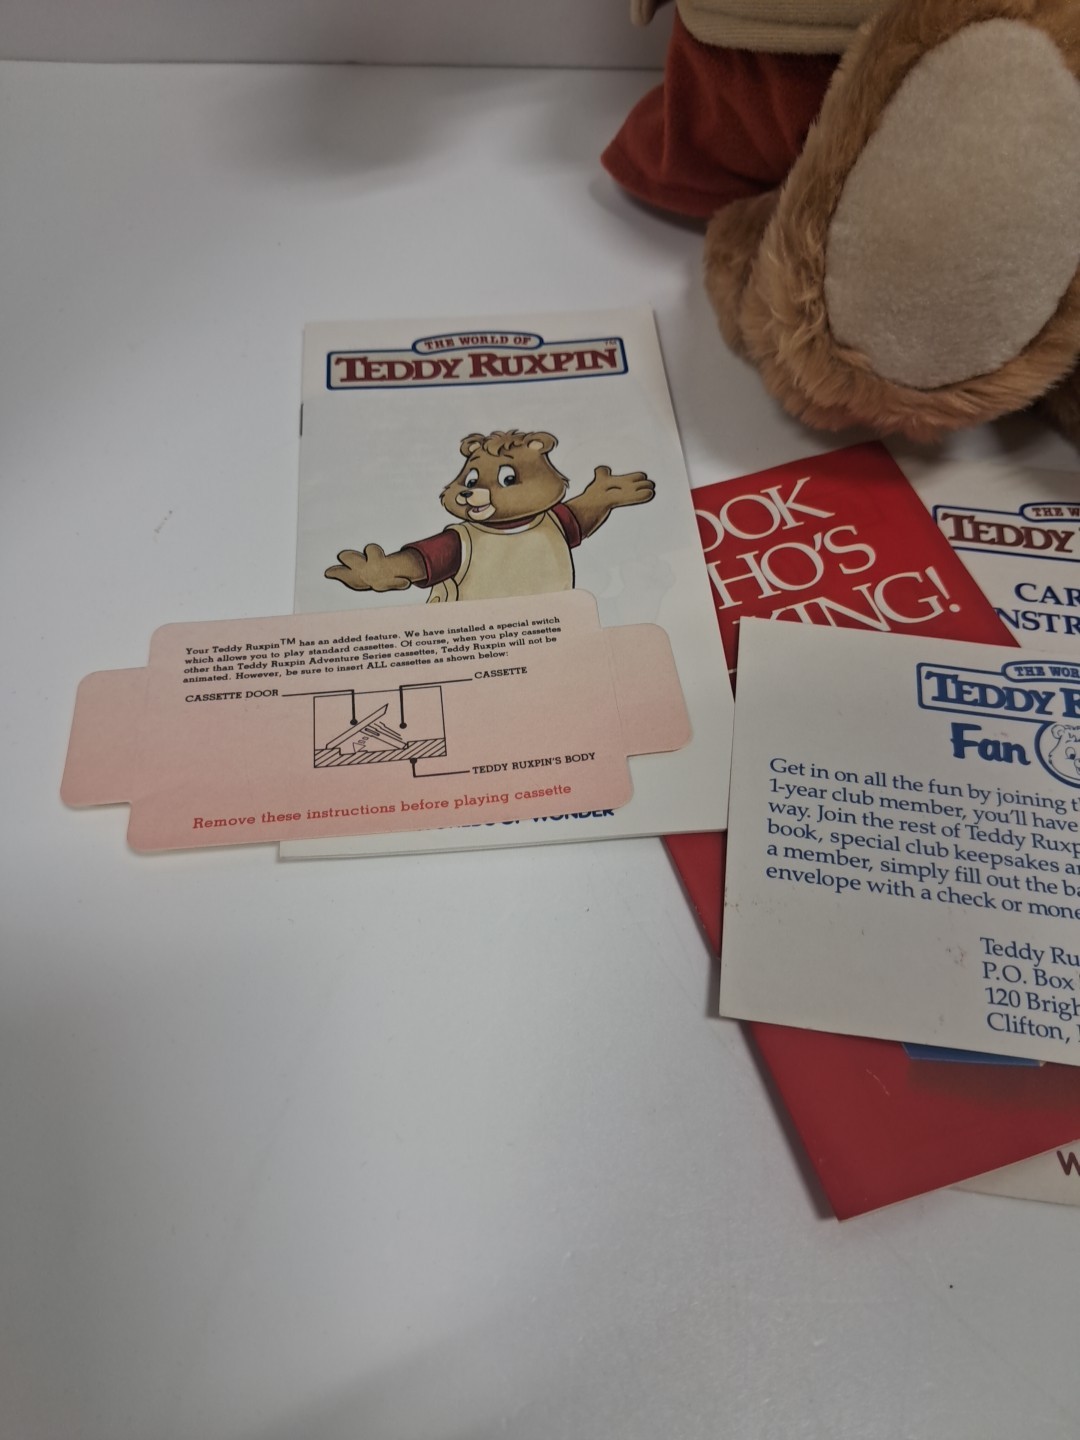 THE WORLD OF
TEDDY RUXPIN™
Your Teddy Ruxpin™ has an added feature. We have installed a special switch
which allows you to play standard cassettes. Of course, when you play cassettes
other than Teddy Ruxpin Adventure Series cassettes, Teddy Ruxpin will not be
animated. However, be sure to insert ALL cassettes as shown below:
CASSETTE DOOR
CASSETTE
TEDDY RUXPIN'S BODY
Remove these instructions before playing cassette
OF WONDER
OOK
HO'S
KING!
THE W
TEDDY
CAR
NSTR
THE WOR
TEDDY R
Fan
Get in on all the fun by joining t
1-year club member, you'll have
way. Join the rest of Teddy Ruxp
book, special club keepsakes a
a member, simply fill out the ba
envelope with a check or mone
Teddy Ru
P.O. Box
120 Brigh
Clifton,
W